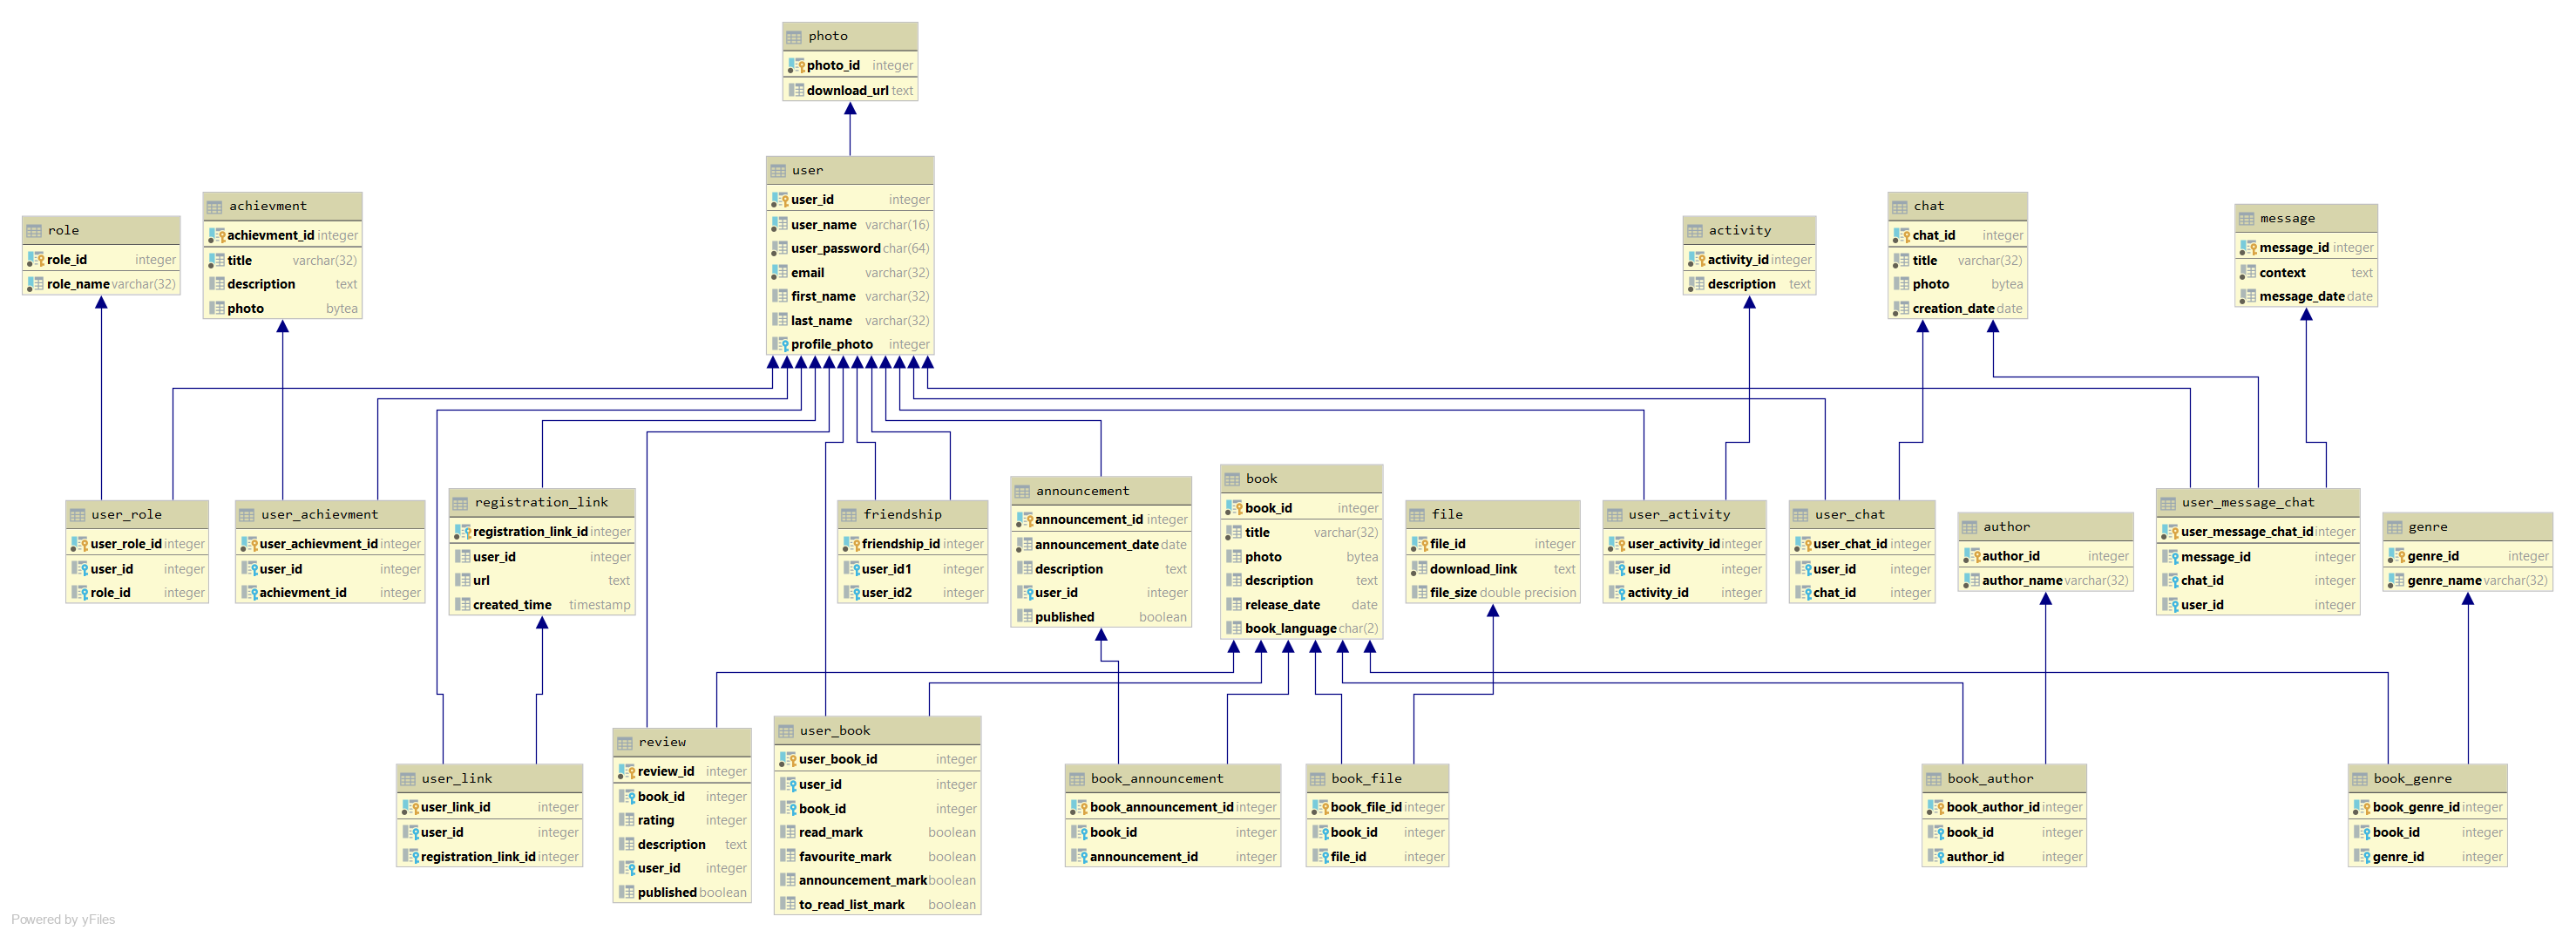 photo
photo_id integer
download_url text
user
user_id integer
user_name varchar(16)
user_password char(64)
email varchar(32)
first_name varchar(32)
last_name varchar(32)
profile_photo integer
role
role_id integer
role_name varchar(32)
achievment
achievment_id integer
title varchar(32)
description text
photo bytea
activity
activity_id integer
description text
chat
chat_id integer
title varchar(32)
photo bytea
creation_date date
message
message_id integer
context text
message_date date
user_role
user_role_id integer
user_id integer
role_id integer
user_achievment
user_achievment_id integer
user_id integer
achievment_id integer
registration_link
registration_link_id integer
user_id integer
url text
created_time timestamp
friendship
friendship_id integer
user_id1 integer
user_id2 integer
announcement
announcement_id integer
announcement_date date
description text
user_id integer
published boolean
book
book_id integer
title varchar(32)
photo bytea
description text
release_date date
book_language char(2)
file
file_id integer
download_link text
file_size double precision
user_activity
user_activity_id integer
user_id integer
activity_id integer
user_chat
user_chat_id integer
user_id integer
chat_id integer
author
author_id integer
author_name varchar(32)
user_message_chat
user_message_chat_id integer
message_id integer
chat_id integer
user_id integer
genre
genre_id integer
genre_name varchar(32)
user_link
user_link_id integer
user_id integer
registration_link_id integer
review
review_id integer
book_id integer
rating integer
description text
user_id integer
published boolean
user_book
user_book_id integer
user_id integer
book_id integer
read_mark boolean
favourite_mark boolean
announcement_mark boolean
to_read_list_mark boolean
book_announcement
book_announcement_id integer
book_id integer
announcement_id integer
book_file
book_file_id integer
book_id integer
file_id integer
book_author
book_author_id integer
book_id integer
author_id integer
book_genre
book_genre_id integer
book_id integer
genre_id integer
Powered by yFiles